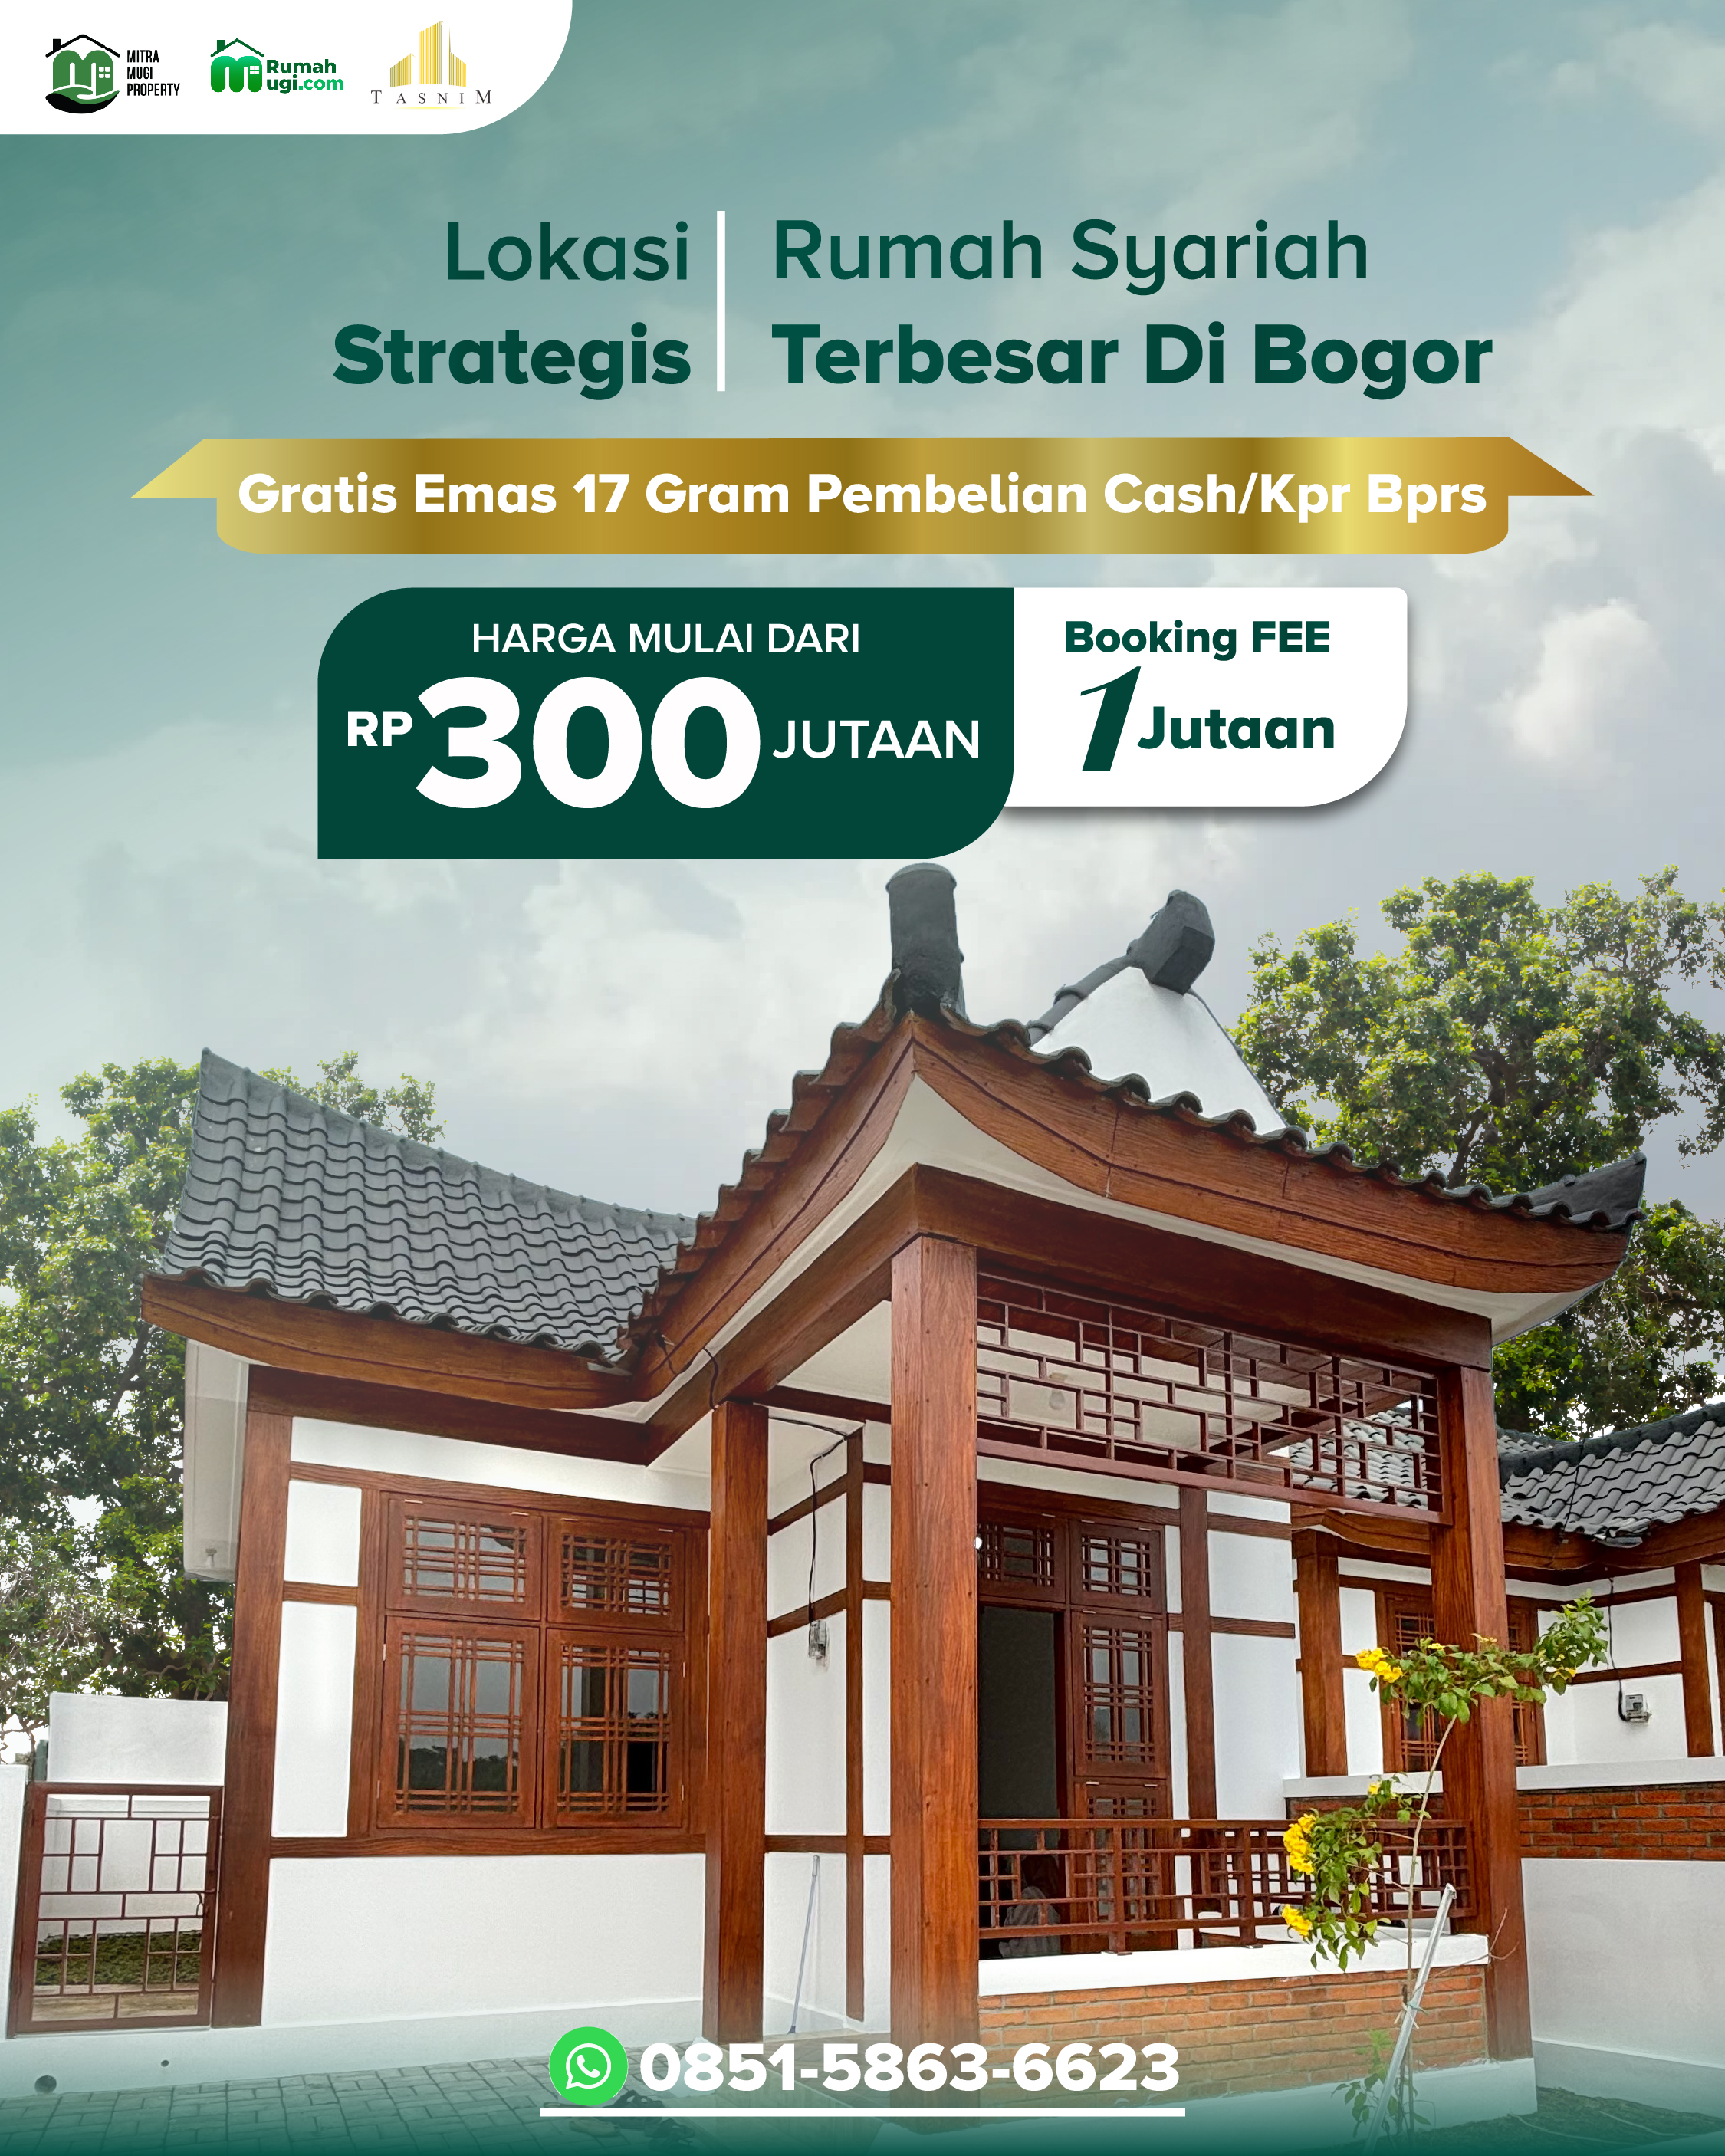 MITRA
MUGI
PROPERTY
Rumah
ugi.com
TASNIM
Lokasi
Strategis
Rumah Syariah
Terbesar Di Bogor
Gratis Emas 17 Gram Pembelian Cash/Kpr Bprs
HARGA MULAI DARI
RP 300 JUTAAN
Booking FEE
1 Jutaan
0851-5863-6623